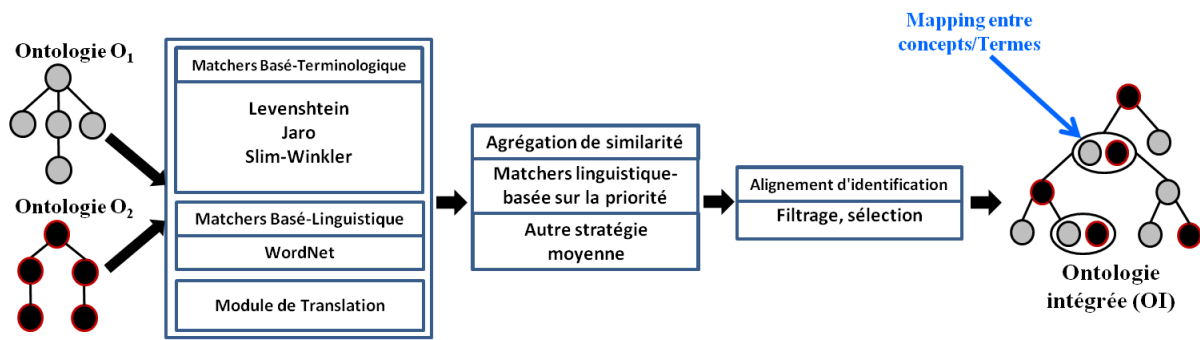 Ontologie O1
Ontologie O2
Matchers Basé-Terminologique
Levenshtein
Jaro
Slim-Winkler
Matchers Basé-Linguistique
WordNet
Module de Translation
Agrégation de similarité
Matchers linguistique-
basée sur la priorité
Autre stratégie
moyenne
Alignement d'identification
Filtrage, sélection
Mapping entre
concepts/Termes
Ontologie
intégrée (OI)